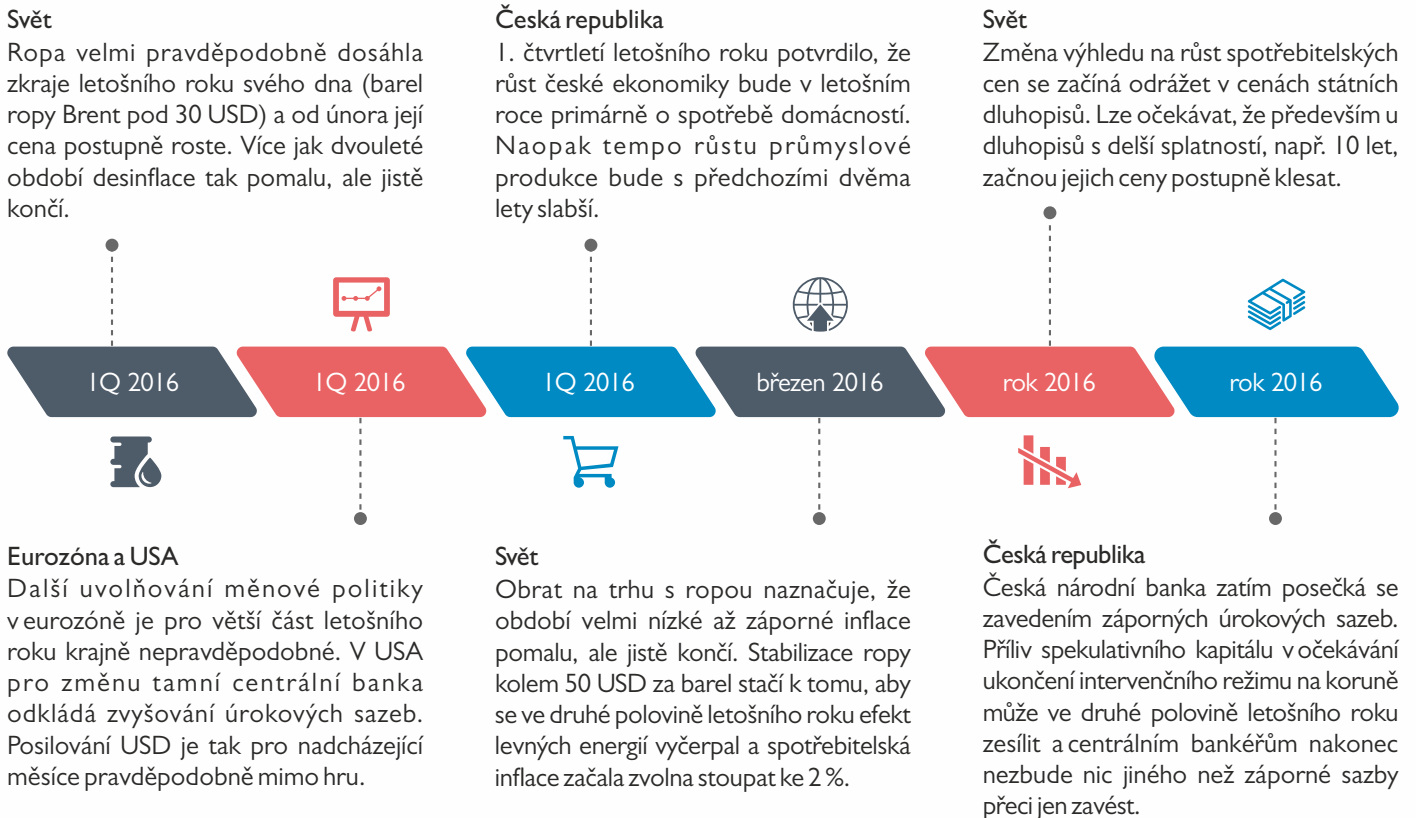 Svět
Ropa velmi pravděpodobně dosáhla
zkraje letošního roku svého dna (barel
ropy Brent pod 30 USD) a od února její
cena postupně roste. Více jak dvouleté
období desinflace tak pomalu, ale jistě
končí.
Česká republika
1. čtvrtletí letošního roku potvrdilo, že
růst české ekonomiky bude v letošním
roce primárně o spotřebě domácností.
Naopak tempo růstu průmyslové
produkce bude s předchozími dvěma
lety slabší.
Svět
Změna výhledu na růst spotřebitelských
cen se začíná odrážet v cenách státních
dluhopisů. Lze očekávat, že především u
dluhopisů s delší splatností, např. 10 let,
začnou jejich ceny postupně klesat.
1Q 2016
1Q 2016
1Q 2016
březen 2016
rok 2016
rok 2016
Eurozóna a USA
Další uvolňování měnové politiky
v eurozóně je pro větší část letošního
roku krajně nepravděpodobné. V USA
pro změnu tamní centrální banka
odkládá zvyšování úrokových sazeb.
Posilování USD je tak pro nadcházející
měsíce pravděpodobně mimo hru.
Svět
Obrat na trhu s ropou naznačuje, že
období velmi nízké až záporné inflace
pomalu, ale jistě končí. Stabilizace ropy
kolem 50 USD za barel stačí k tomu, aby
se ve druhé polovině letošního roku efekt
levných energií vyčerpal a spotřebitelská
inflace začala zvolna stoupat ke 2 %.
Česká republika
Česká národní banka zatím posečká se
zavedením záporných úrokových sazeb.
Příliv spekulativního kapitálu v očekávání
ukončení intervenčního režimu na koruně
může ve druhé polovině letošního roku
zesílit a centrálním bankéřům nakonec
nezbude nic jiného než záporné sazby
přeci jen zavést.